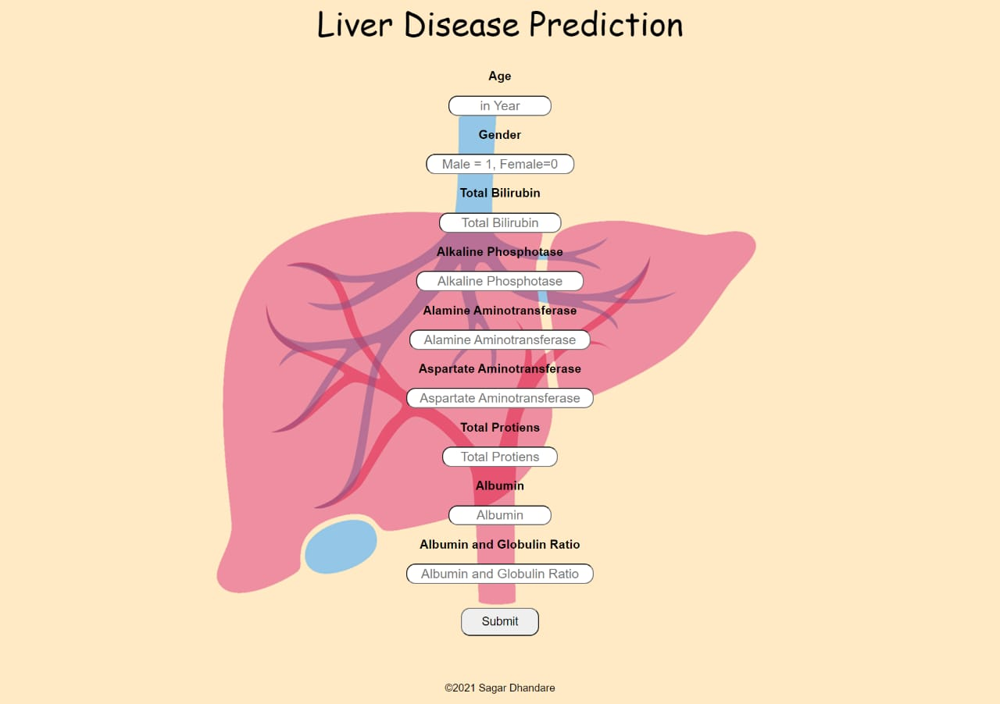 Liver Disease Prediction
Age
in Year
Gender
Male = 1, Female=0
Total Bilirubin
Total Bilirubin
Alkaline Phosphotase
Alkaline Phosphotase
Alamine Aminotransferase
Alamine Aminotransferase
Aspartate Aminotransferase
Aspartate Aminotransferase
Total Protiens
Total Protiens
Albumin
Albumin
Albumin and Globulin Ratio
Albumin and Globulin Ratio
Submit
©2021 Sagar Dhandare